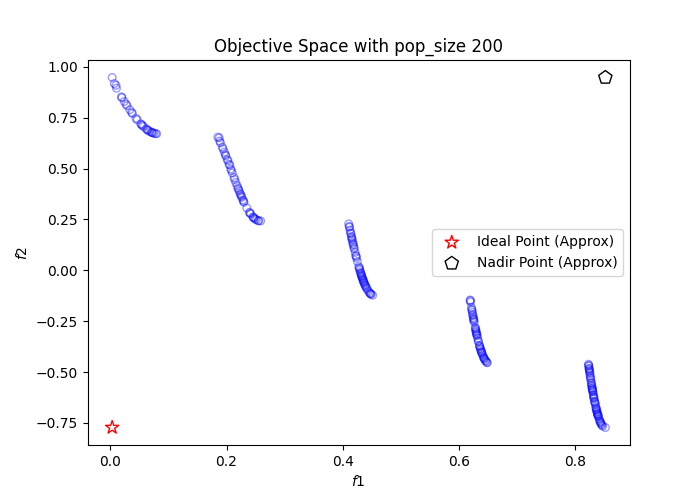 Objective Space with pop_size 200
1.00
0.75
0.50
0.25
0.00
−0.25
−0.50
−0.75
f2
Ideal Point (Approx)
Nadir Point (Approx)
0.0 0.2 0.4 0.6 0.8
f1